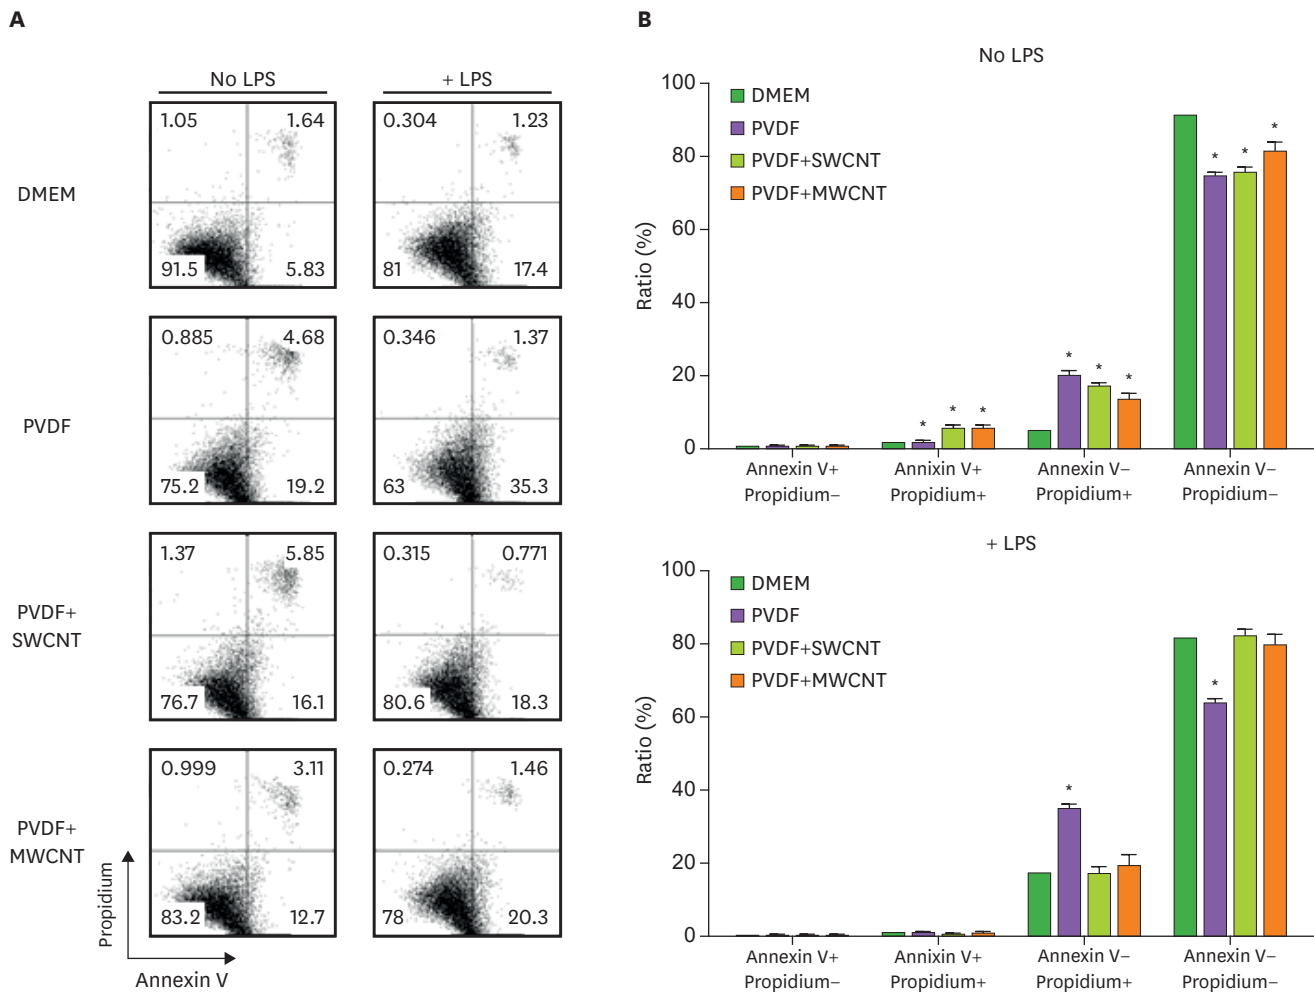 A
No LPS
+ LPS
DMEM
1.05
1.64
91.5
5.83
0.304
1.23
81
17.4
PVDF
0.885
4.68
75.2
19.2
0.346
1.37
63
35.3
PVDF+
SWCNT
1.37
5.85
76.7
16.1
0.315
0.771
80.6
18.3
PVDF+
MWCNT
0.999
3.11
83.2
12.7
0.274
1.46
78
20.3
Propidium
Annexin V
B
No LPS
DMEM
PVDF
PVDF+SWCNT
PVDF+MWCNT
Ratio (%)
100
80
60
40
20
0
* * *
* * *
* * *
Annexin V+
Propidium−
Annixin V+
Propidium+
Annexin V−
Propidium+
Annexin V−
Propidium−
+ LPS
DMEM
PVDF
PVDF+SWCNT
PVDF+MWCNT
Ratio (%)
100
80
60
40
20
0
*
*
Annexin V+
Propidium−
Annixin V+
Propidium+
Annexin V−
Propidium+
Annexin V−
Propidium−